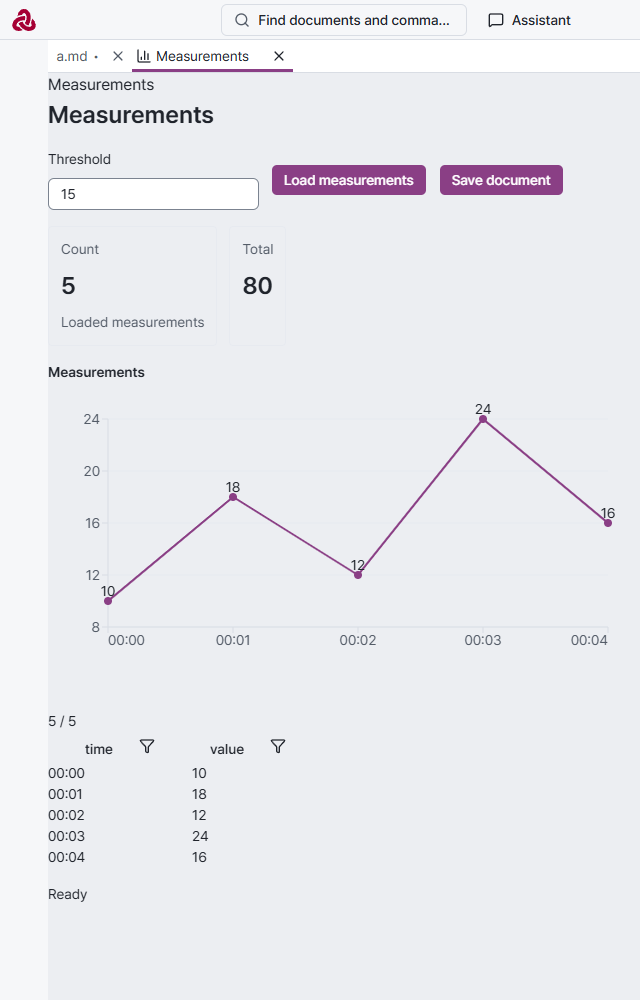 Find documents and comma...
Assistant
a.md •
Measurements
Measurements
Measurements
Threshold
15
Load measurements
Save document
Count
Total
5
80
Loaded measurements
Measurements
24
24
20
18
16
16
12
12
10
8
00:00 00:01 00:02 00:03 00:04
5 / 5
time value
00:00 10
00:01 18
00:02 12
00:03 24
00:04 16
Ready